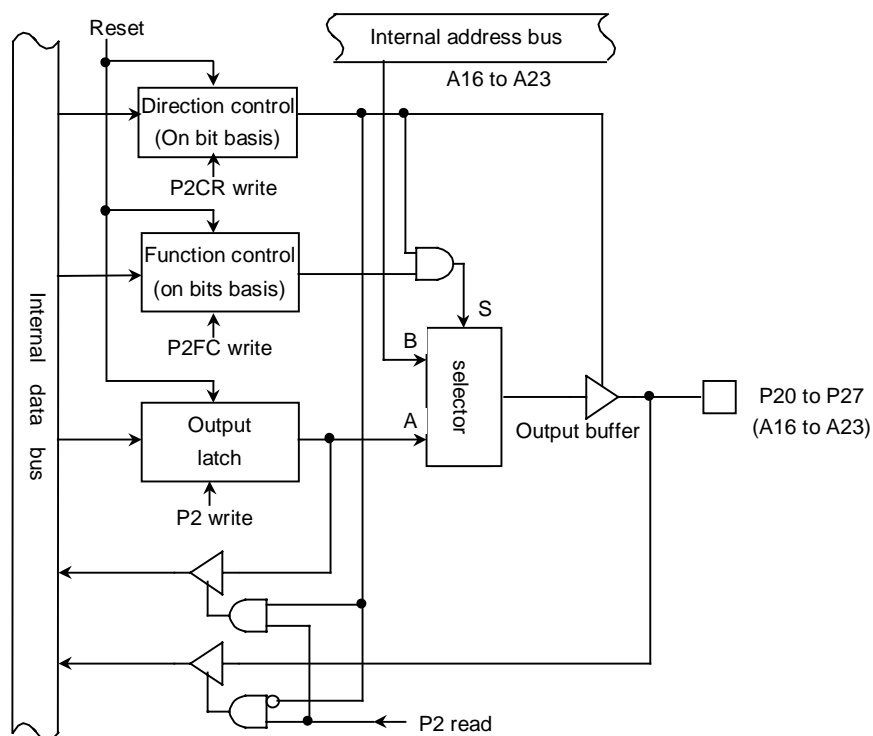 Reset
Internal address bus
A16 to A23
Direction control
(On bit basis)
P2CR write
Function control
(on bits basis)
P2FC write
Internal data bus
S
B
A
selector
Output
latch
P2 write
Output buffer
P20 to P27
(A16 to A23)
P2 read